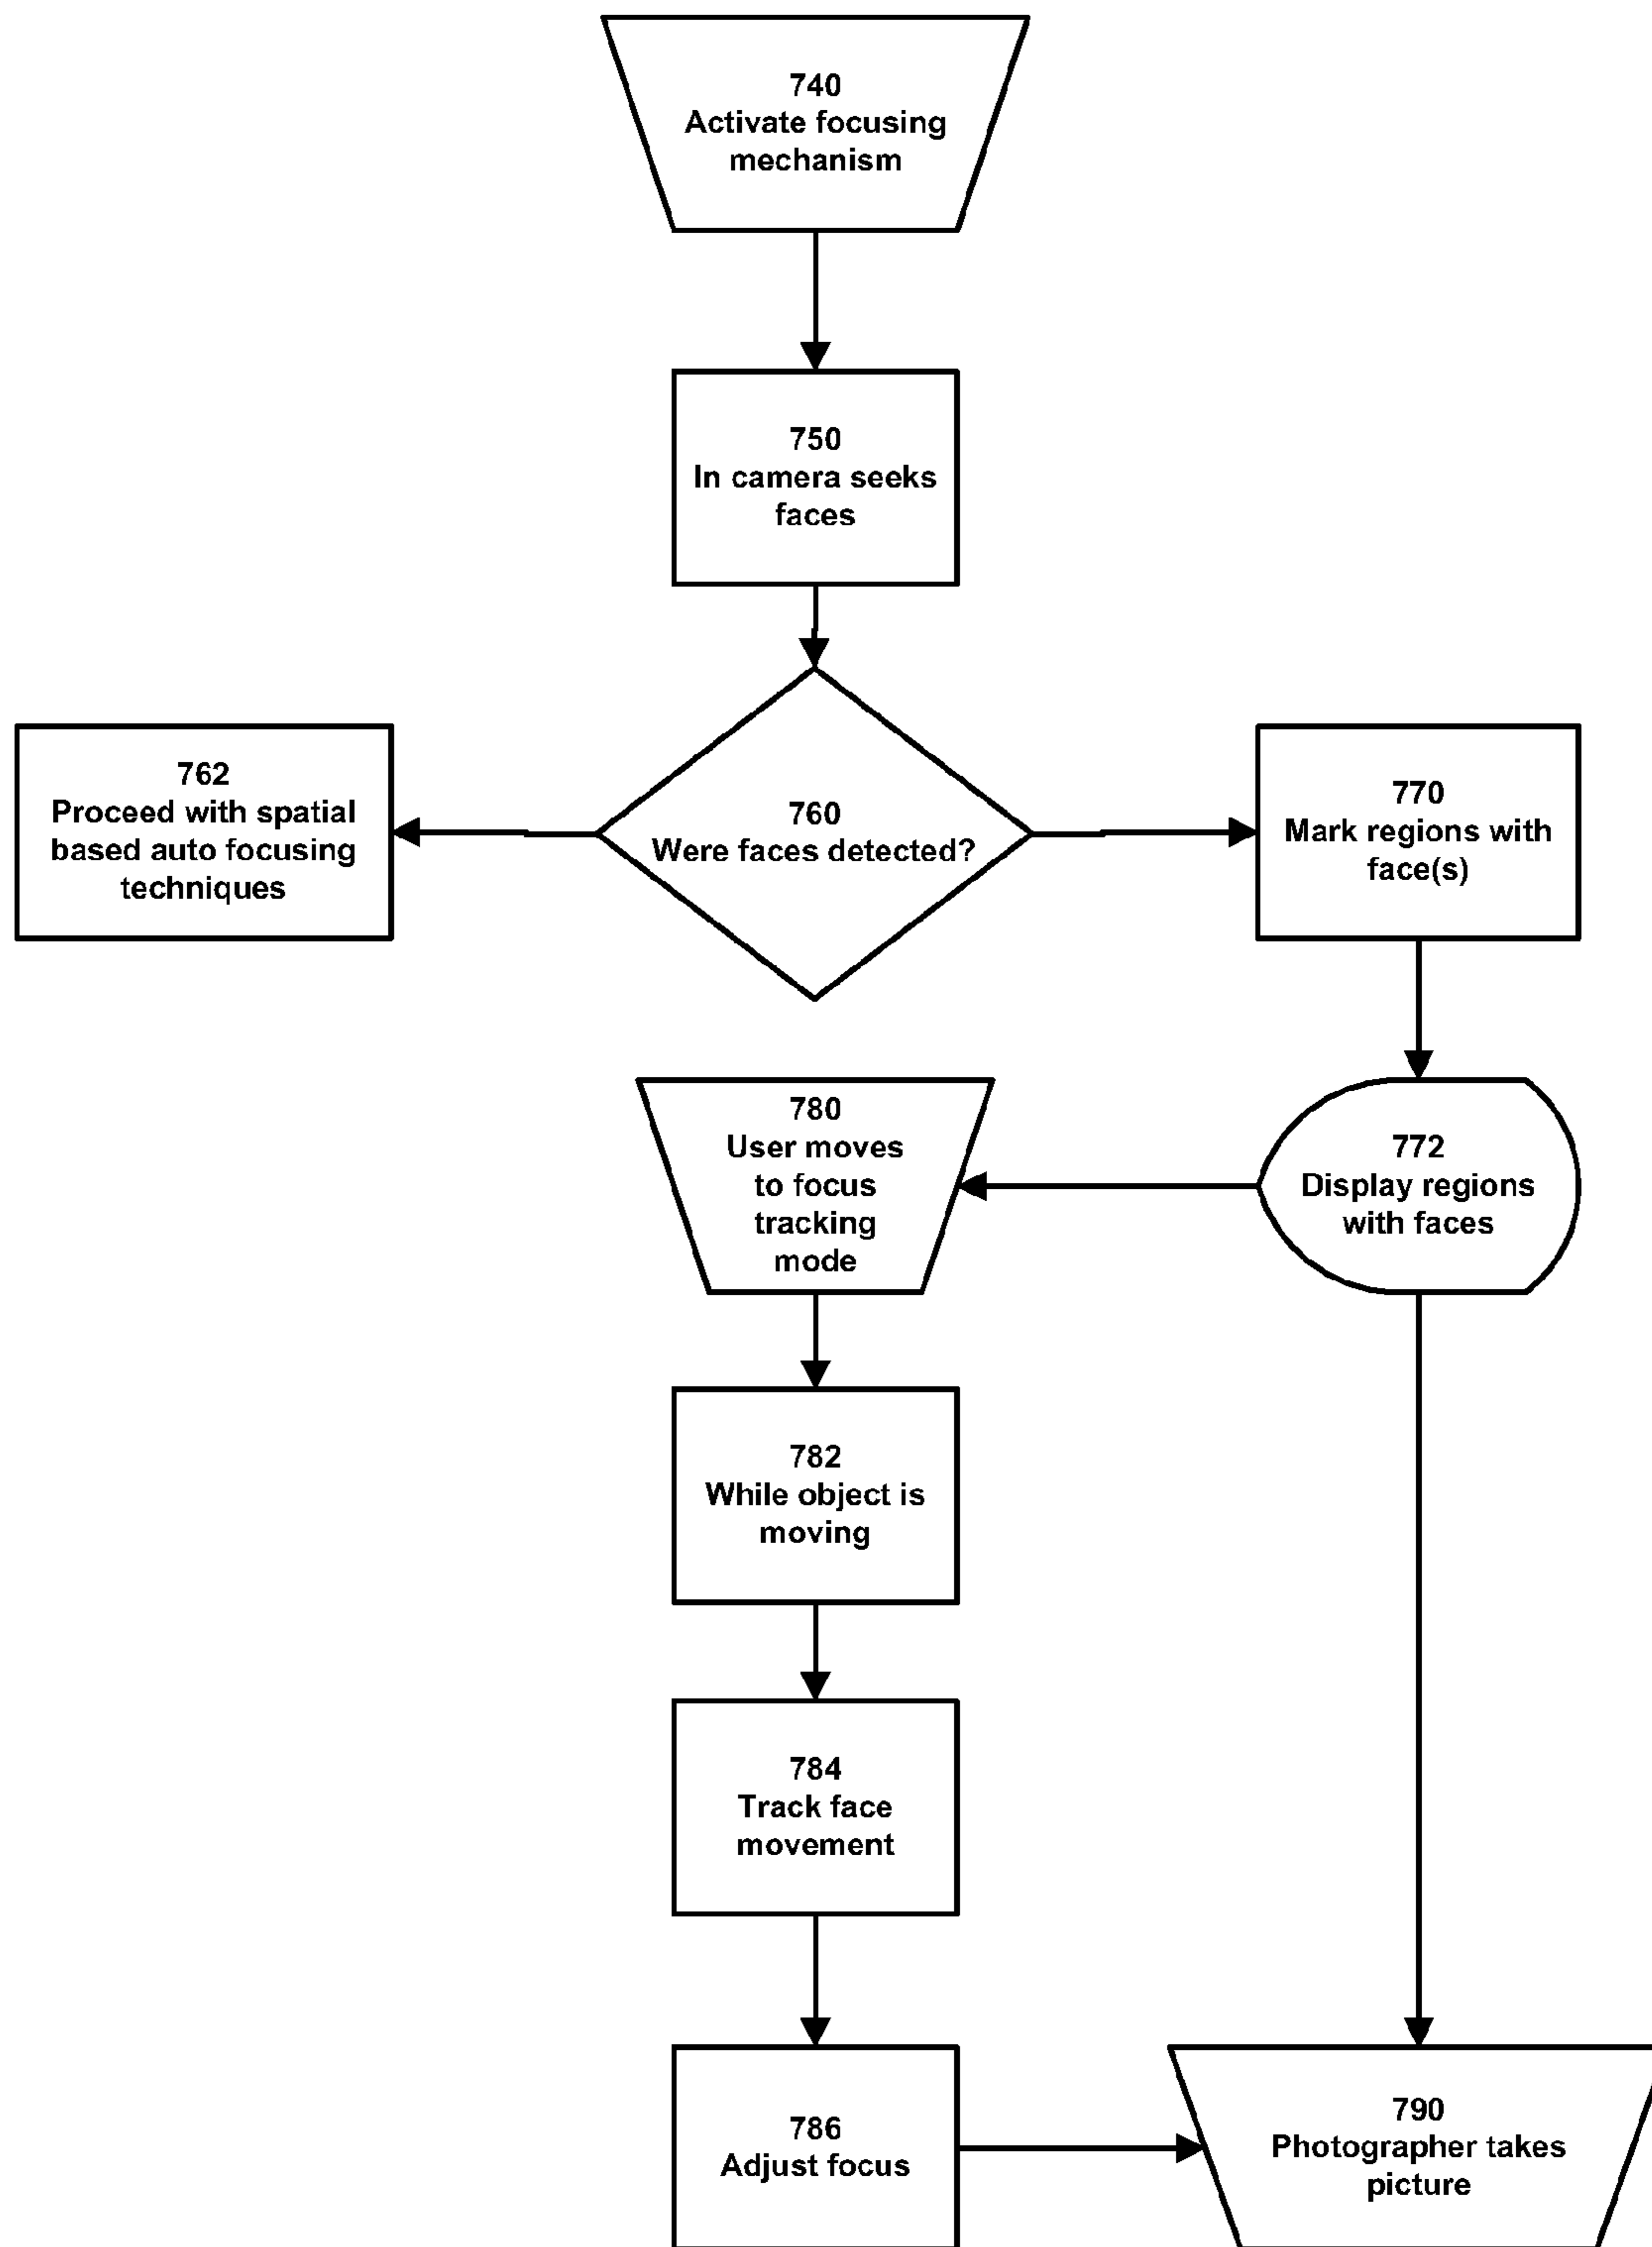 740
Activate focusing
mechanism
750
In camera seeks
faces
762
Proceed with spatial
based auto focusing
techniques
760
Were faces detected?
770
Mark regions with
face(s)
780
User moves
to focus
tracking
mode
772
Display regions
with faces
782
While object is
moving
784
Track face
movement
786
Adjust focus
790
Photographer takes
picture